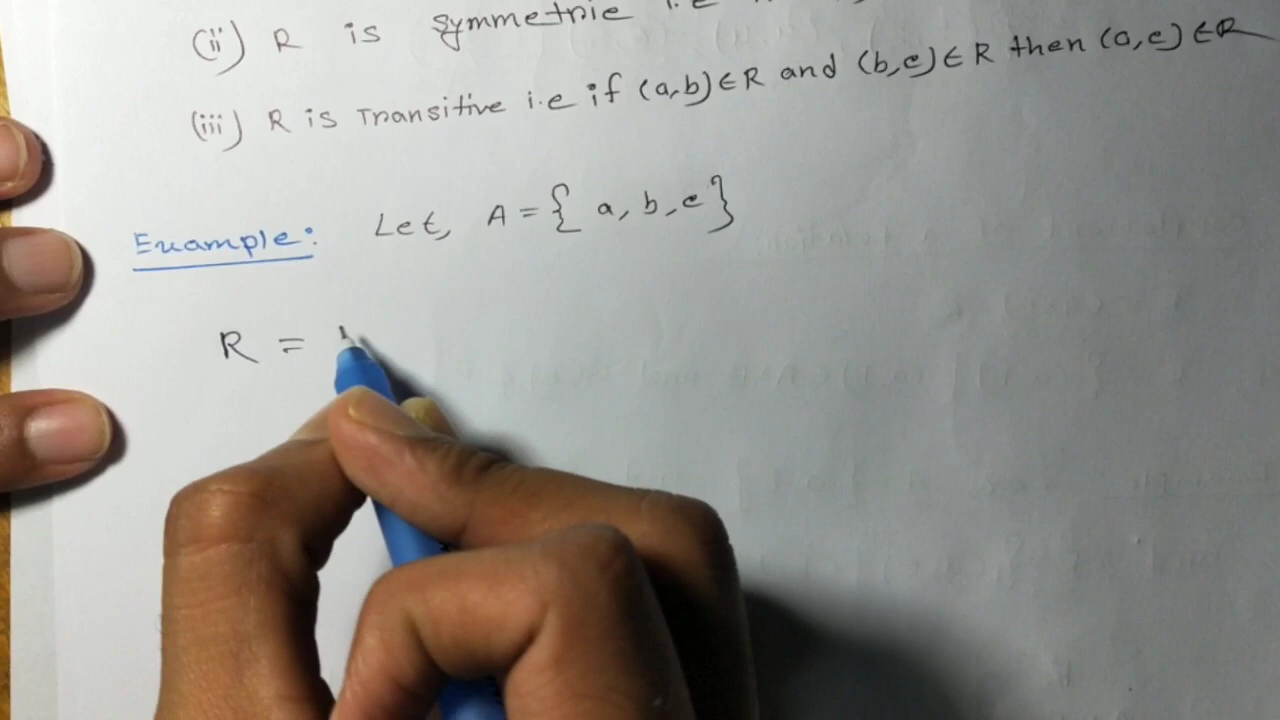 (ii) R is symmetric i.e
(iii) R is Transitive i.e if (a,b)∈R and (b,c)∈R then (a,c)∈R
Example: Let, A={ a, b, c }
R =